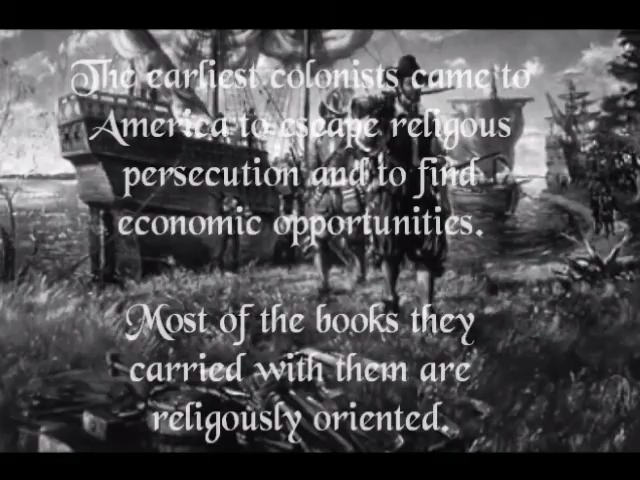 The earliest colonists came to
America to escape religous
persecution and to find
economic opportunities.
Most of the books they
carried with them are
religously oriented.